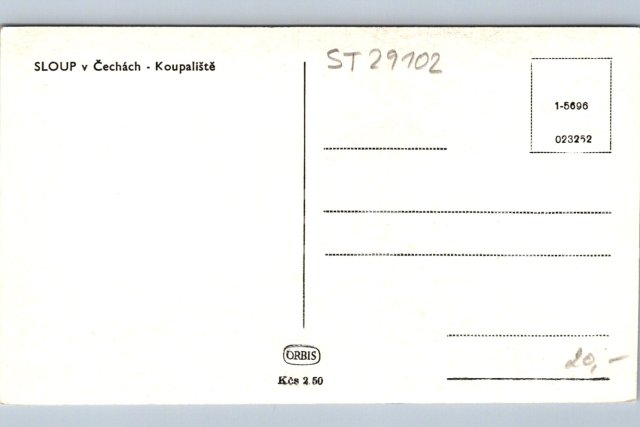 SLOUP v Čechách - Koupaliště
ST 29102
1-5696
023252
ORBIS
Kčs 2.50
20,-